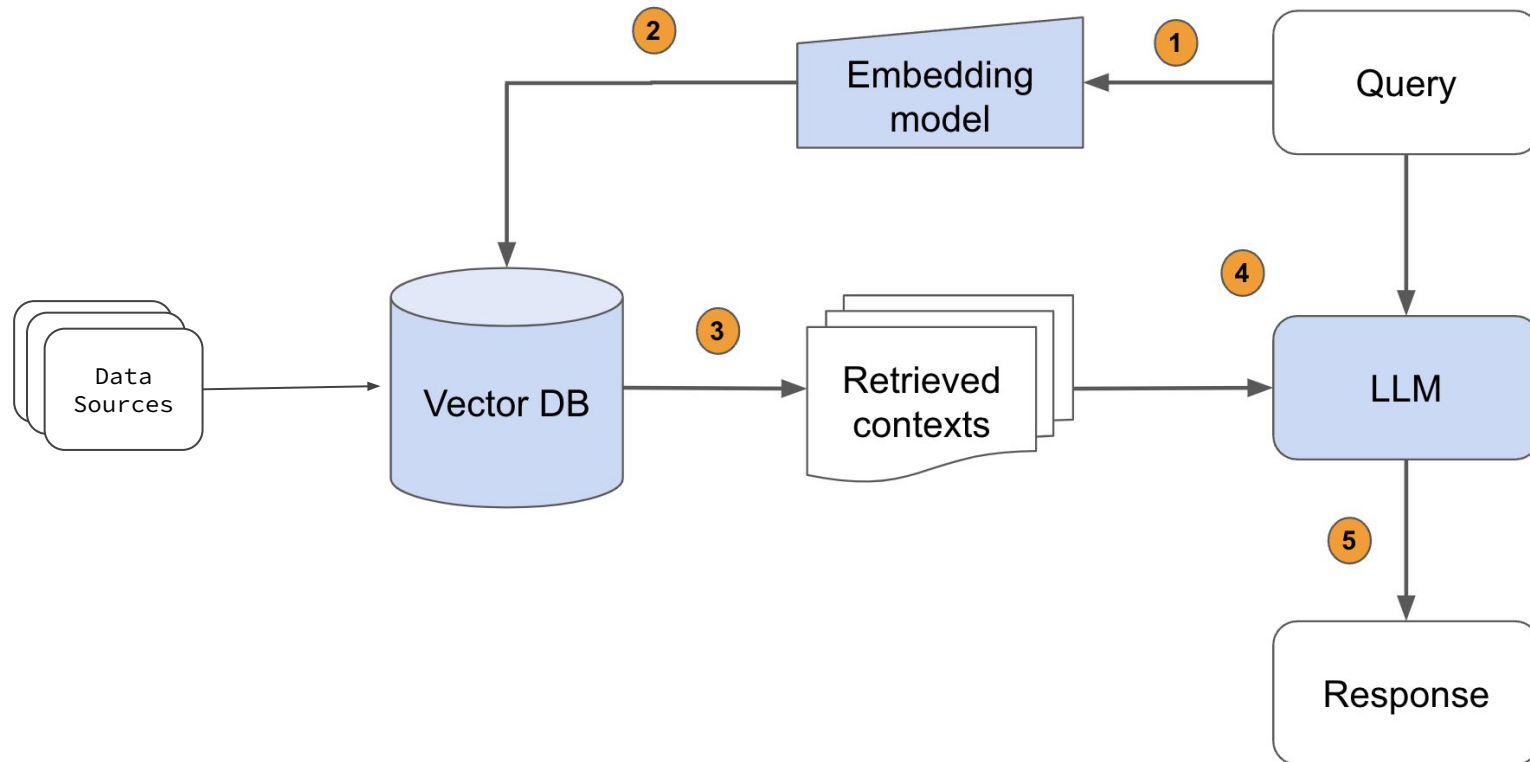 2
1
Embedding
model
Query
4
3
Data
Sources
Vector DB
Retrieved
contexts
LLM
5
Response